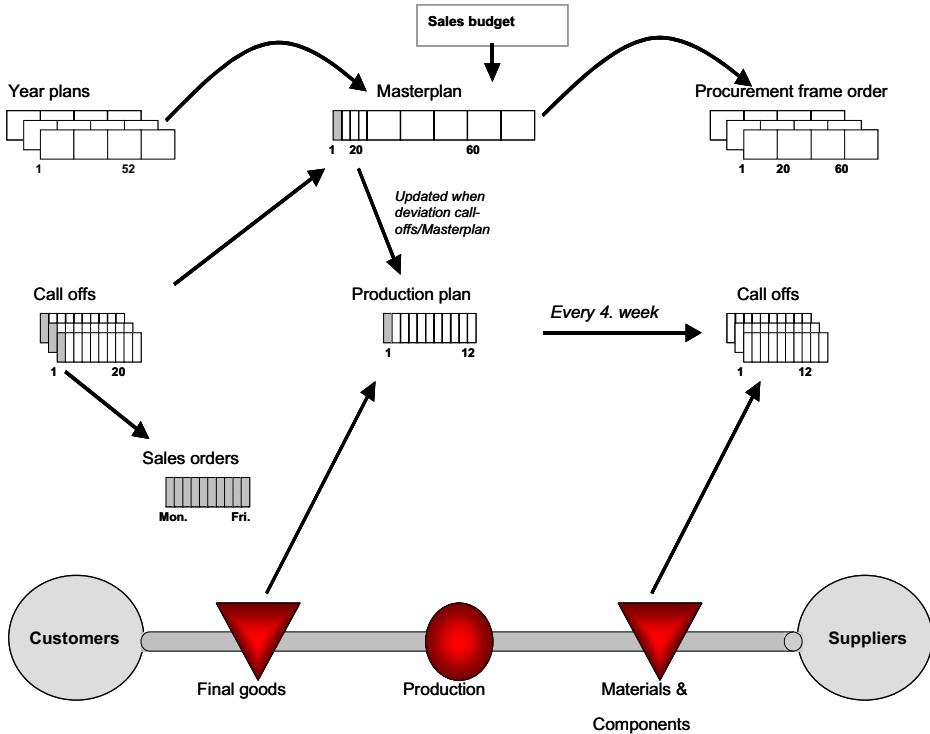 Sales budget
Year plans
Masterplan
Procurement frame order
1 52
1 20 60
1 20 60
Updated when
deviation call-
offs/Masterplan
Call offs
Production plan
Every 4. week
Call offs
1 20
1 12
1 12
Sales orders
Mon. Fri.
Customers
Suppliers
Final goods
Production
Materials &
Components